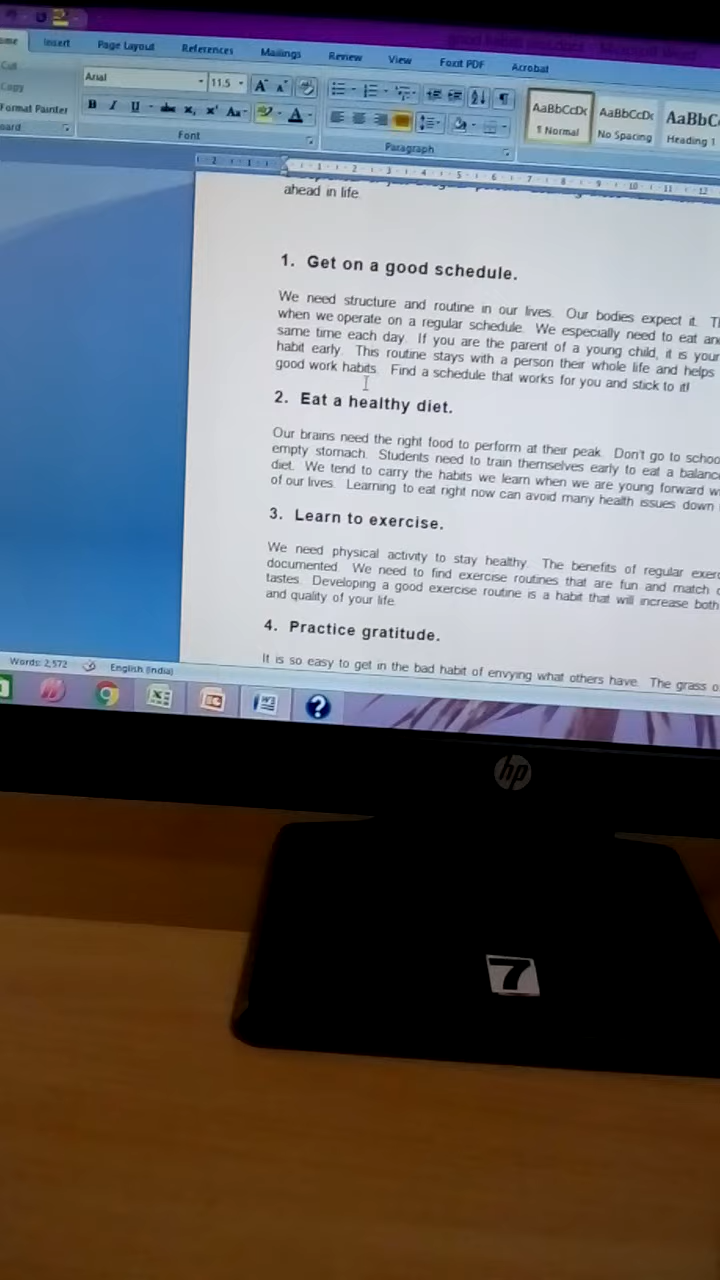 Insert Page Layout References Mailings Review View Font PDF Acrobat
Cut
Copy
Format Painter
Arial 11.5
AaBbCcDc AaBbCcDc AaBbC
¶ Normal No Spacing Heading 1
Font Paragraph
ahead in life.
1. Get on a good schedule.
We need structure and routine in our lives. Our bodies expect it.
when we operate on a regular schedule. We especially need to eat
same time each day. If you are the parent of a young child, it is your
habit early. This routine stays with a person their whole life and helps
good work habits. Find a schedule that works for you and stick to it!
2. Eat a healthy diet.
Our brains need the right food to perform at their peak. Don't go to
empty stomach. Students need to train themselves early to eat a
diet. We tend to carry the habits we learn when we are young forward
of our lives. Learning to eat right now can avoid many health issues down
3. Learn to exercise.
We need physical activity to stay healthy. The benefits of regular
documented. We need to find exercise routines that are fun and match
tastes. Developing a good exercise routine is a habit that will increase both
and quality of your life.
4. Practice gratitude.
It is so easy to get in the bad habit of envying what others have. The grass
Words: 2,572 English (India)
hp
7